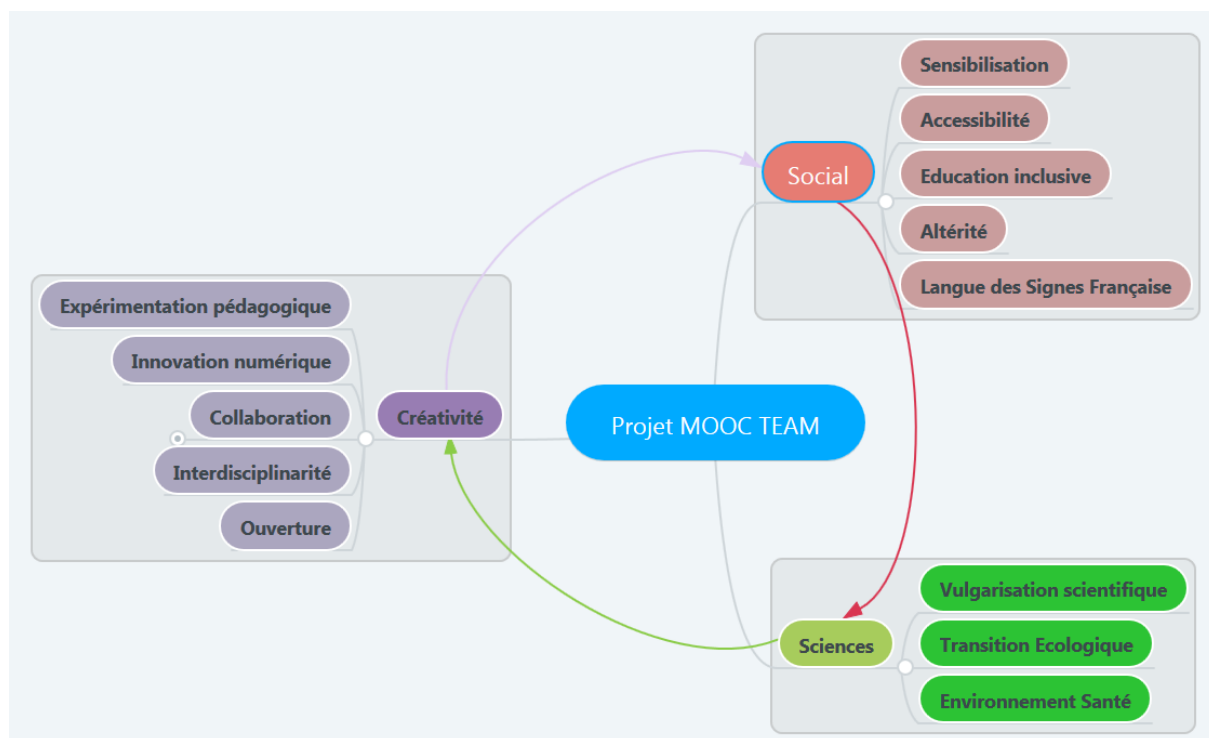 Sensibilisation
Accessibilité
Social
Education inclusive
Altérité
Langue des Signes Française
Expérimentation pédagogique
Innovation numérique
Collaboration
Créativité
Interdisciplinarité
Ouverture
Projet MOOC TEAM
Vulgarisation scientifique
Sciences
Transition Ecologique
Environnement Santé